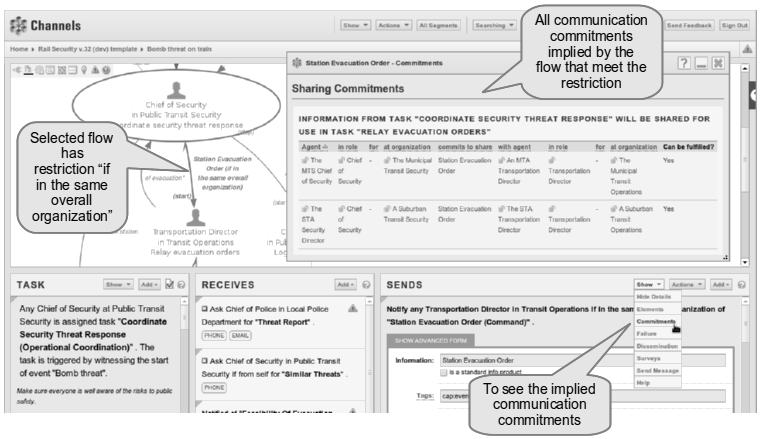 Channels
Show
Actions
All Segments
Searching
Send Feedback
Sign Out
Home ▸ Rail Security v.32 (dev) template ▸ Bomb threat on train
All communication
commitments
implied by the
flow that meet the
restriction
Chief of Security
in Public Transit Security
coordinate security threat response
(stop)
Selected flow
has
restriction “if
in the same
overall
organization”
Station Evacuation
Order (if in
the same overall
organization)
of evacuation"
(start)
(start)
Transportation Director
in Transit Operations
Relay evacuation orders
Station Evacuation Order - Commitments
Sharing Commitments
INFORMATION FROM TASK "COORDINATE SECURITY THREAT RESPONSE" WILL BE SHARED FOR
USE IN TASK "RELAY EVACUATION ORDERS"
Agent in role for at organization commits to share with agent in role for at organization Can be fulfilled?
The Chief - The Municipal Station Evacuation An MTA - The Yes
MTS Chief of Transit Security Order Transportation Transportation Municipal
of Security Security Director Director Transit
Operations
The Chief - A Suburban Station Evacuation The STA - A Suburban Yes
STA of Transit Security Order Transportation Transportation Transit
Security Security Director Director Operations
Director
TASK
Show
Add
Any Chief of Security at Public Transit
Security is assigned task "Coordinate
Security Threat Response
(Operational Coordination)" . The
task is triggered by witnessing the start
of event "Bomb threat".
Make sure everyone is well aware of the risks to public
safety.
RECEIVES
Add
Ask Chief of Police in Local Police
Department for "Threat Report" .
PHONE EMAIL
Ask Chief of Security in Public Transit
Security if from self for "Similar Threats" .
PHONE
Notified of "Feasibility Of Evacuation
SENDS
Show
Actions
Add
Notify any Transportation Director in Transit Operations if in the same
anization of
"Station Evacuation Order (Command)" .
SHOW ADVANCED FORM
Information: Station Evacuation Order
Is a standard info product
Tags:
Hide Details
Elements
Commitments
Failure
Dissemination
Surveys
Send Message
Help
To see the implied
communication
commitments